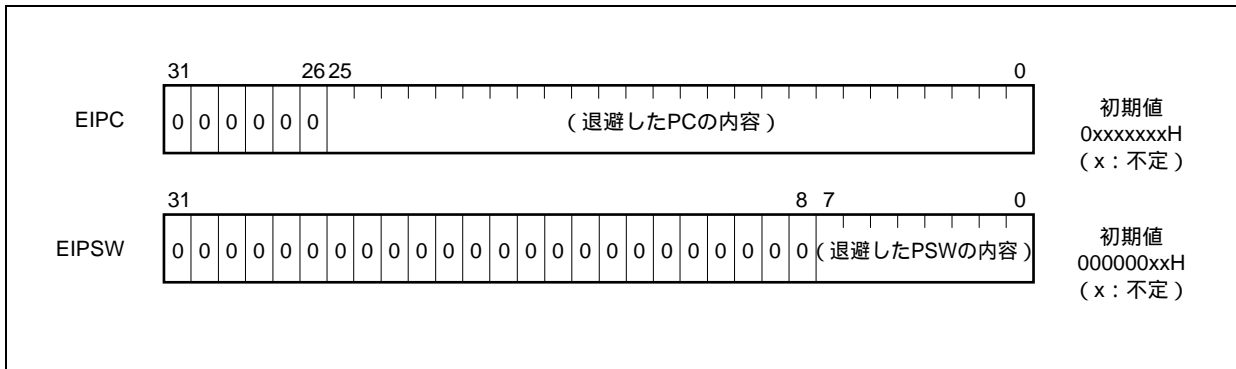 31 26 25 0
EIPC 0 0 0 0 0 0 （退避したPCの内容） 初期値
0xxxxxxxH
（x：不定）
31 8 7 0
EIPSW 0 0 0 0 0 0 0 0 0 0 0 0 0 0 0 0 0 0 0 0 0 0 0 0 （退避したPSWの内容） 初期値
000000xxH
（x：不定）